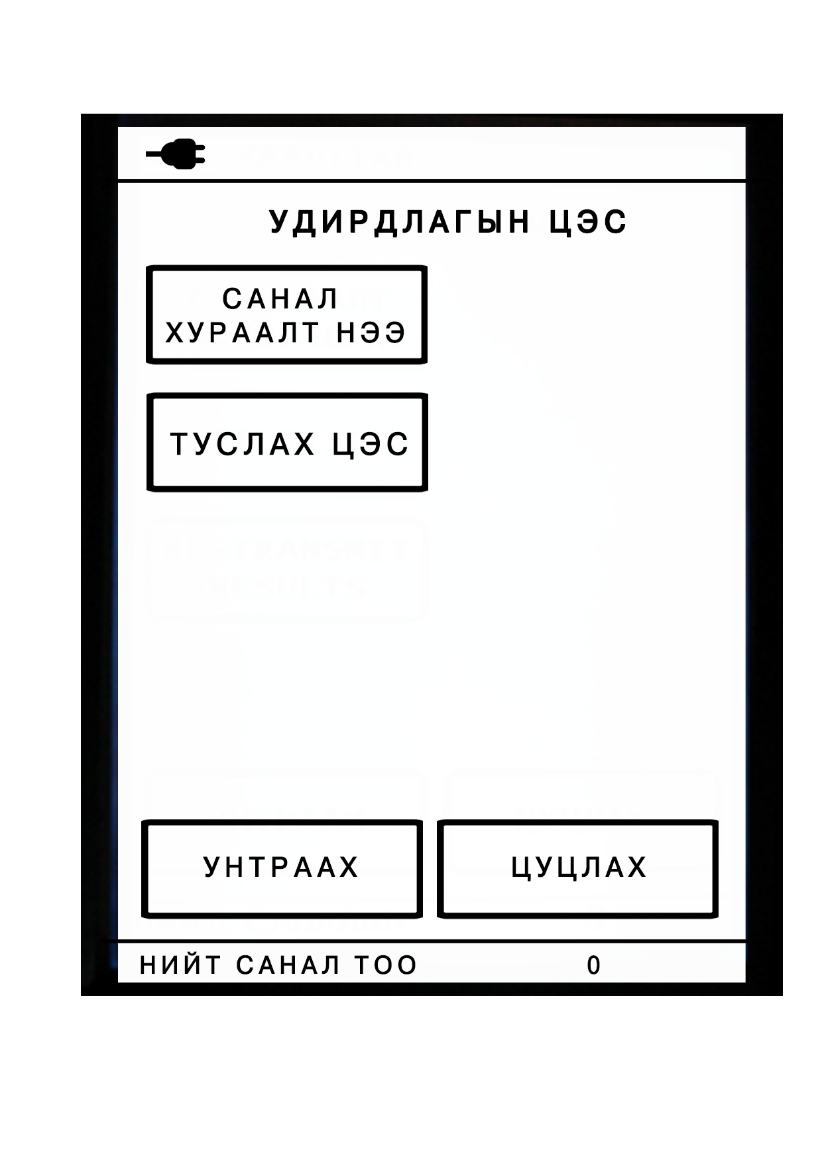 УДИРДЛАГЫН ЦЭС
САНАЛ
ХУРААЛТ НЭЭ
ТУСЛАХ ЦЭС
УНТРААХ
ЦУЦЛАХ
НИЙТ САНАЛ ТОО 0